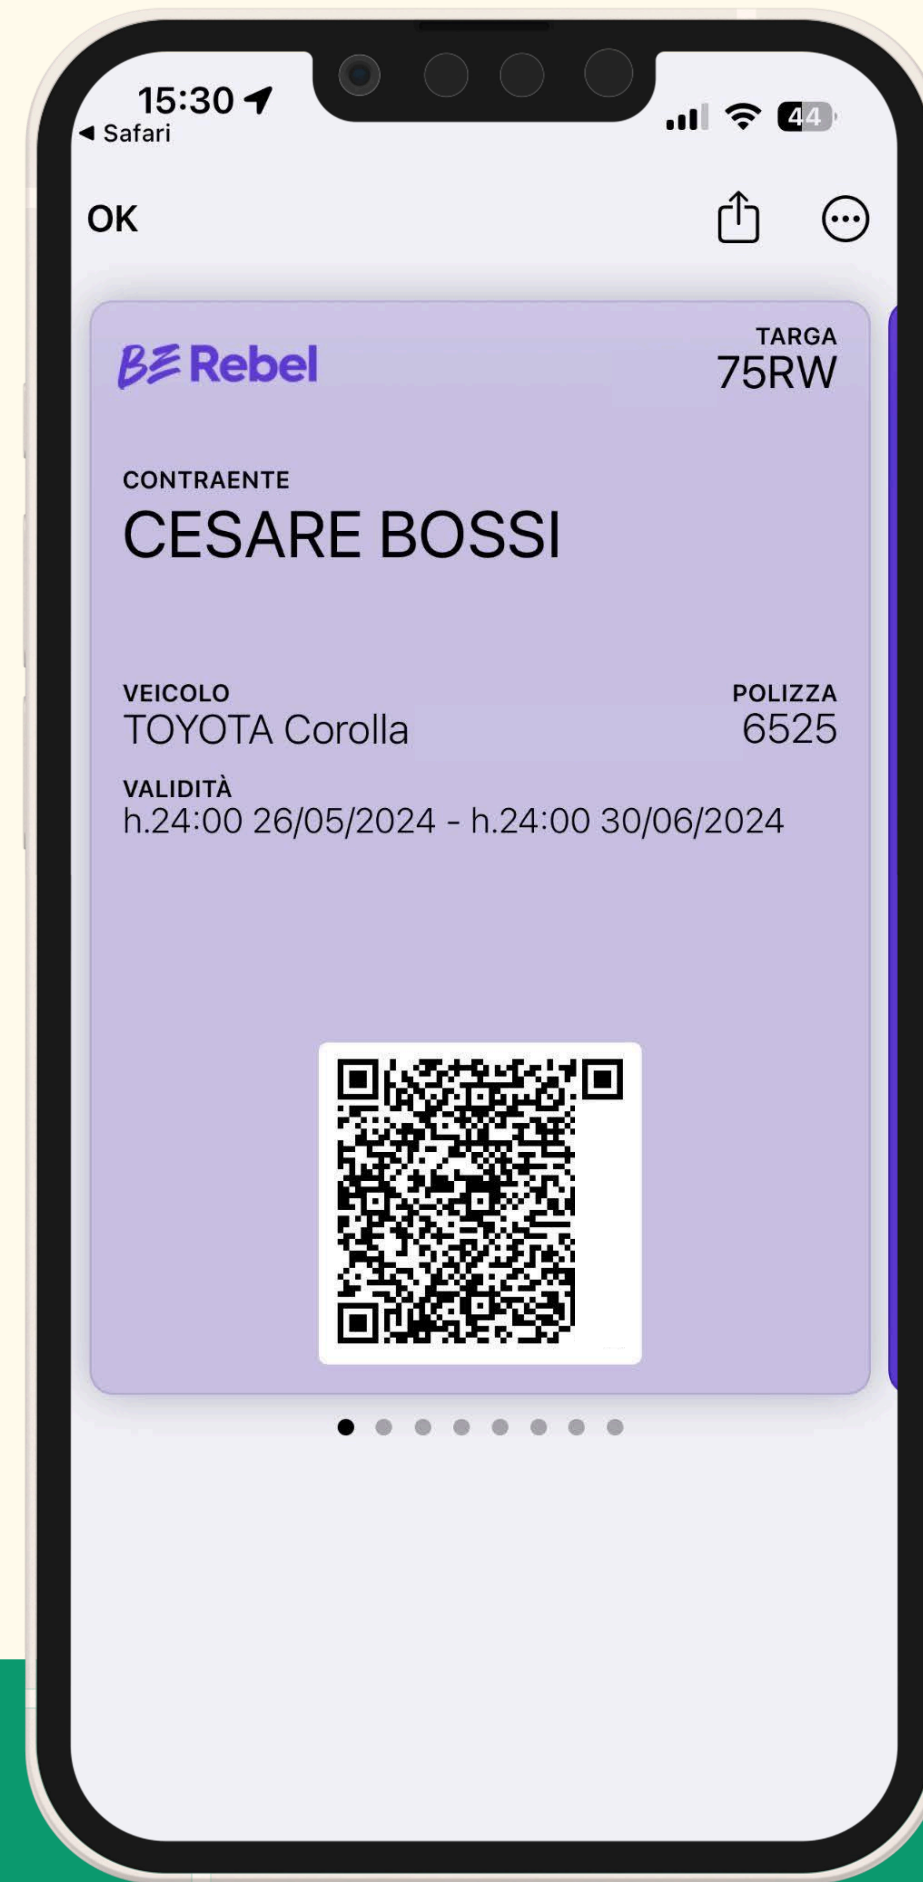 15:30
Safari
44
OK
BE Rebel
TARGA
75RW
CONTRAENTE
CESARE BOSSI
VEICOLO
TOYOTA Corolla
POLIZZA
6525
VALIDITÀ
h.24:00 26/05/2024 - h.24:00 30/06/2024